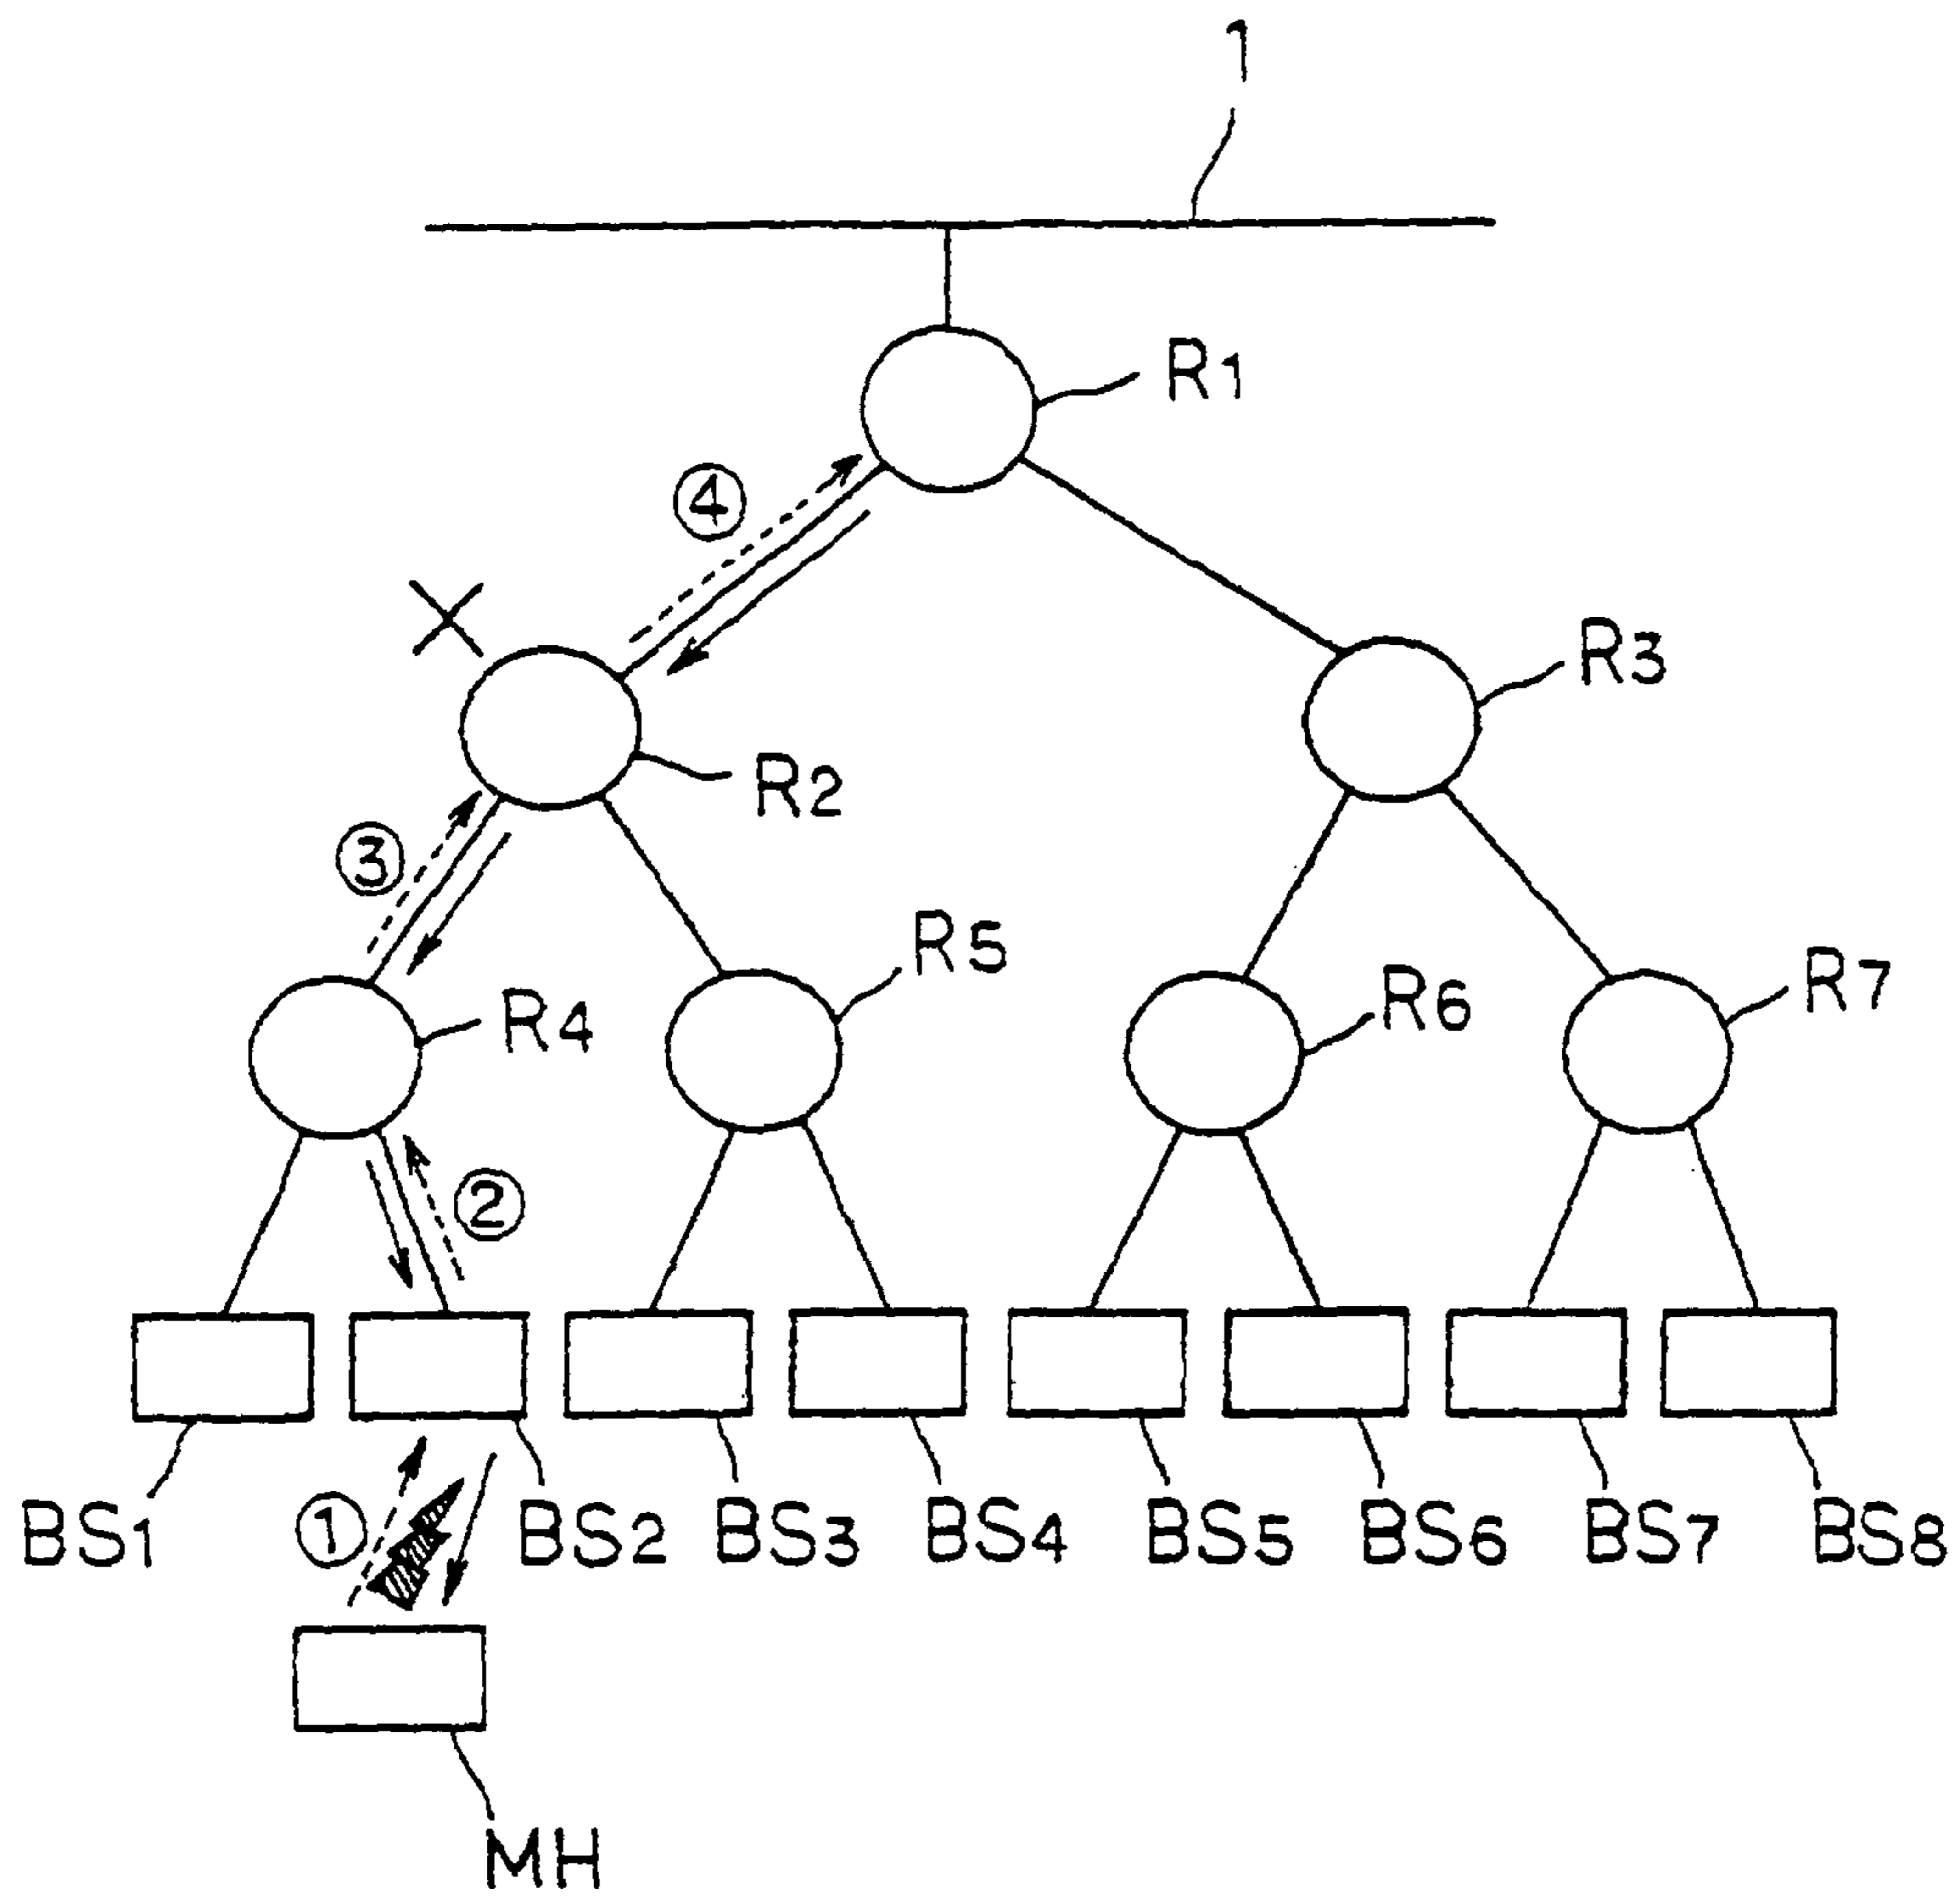 1
R1
④
X
R3
R2
③
R5
R7
R6
R4
②
①
BS1
BS2
BS3
BS4
BS5
BS6
BS7
BS8
MH